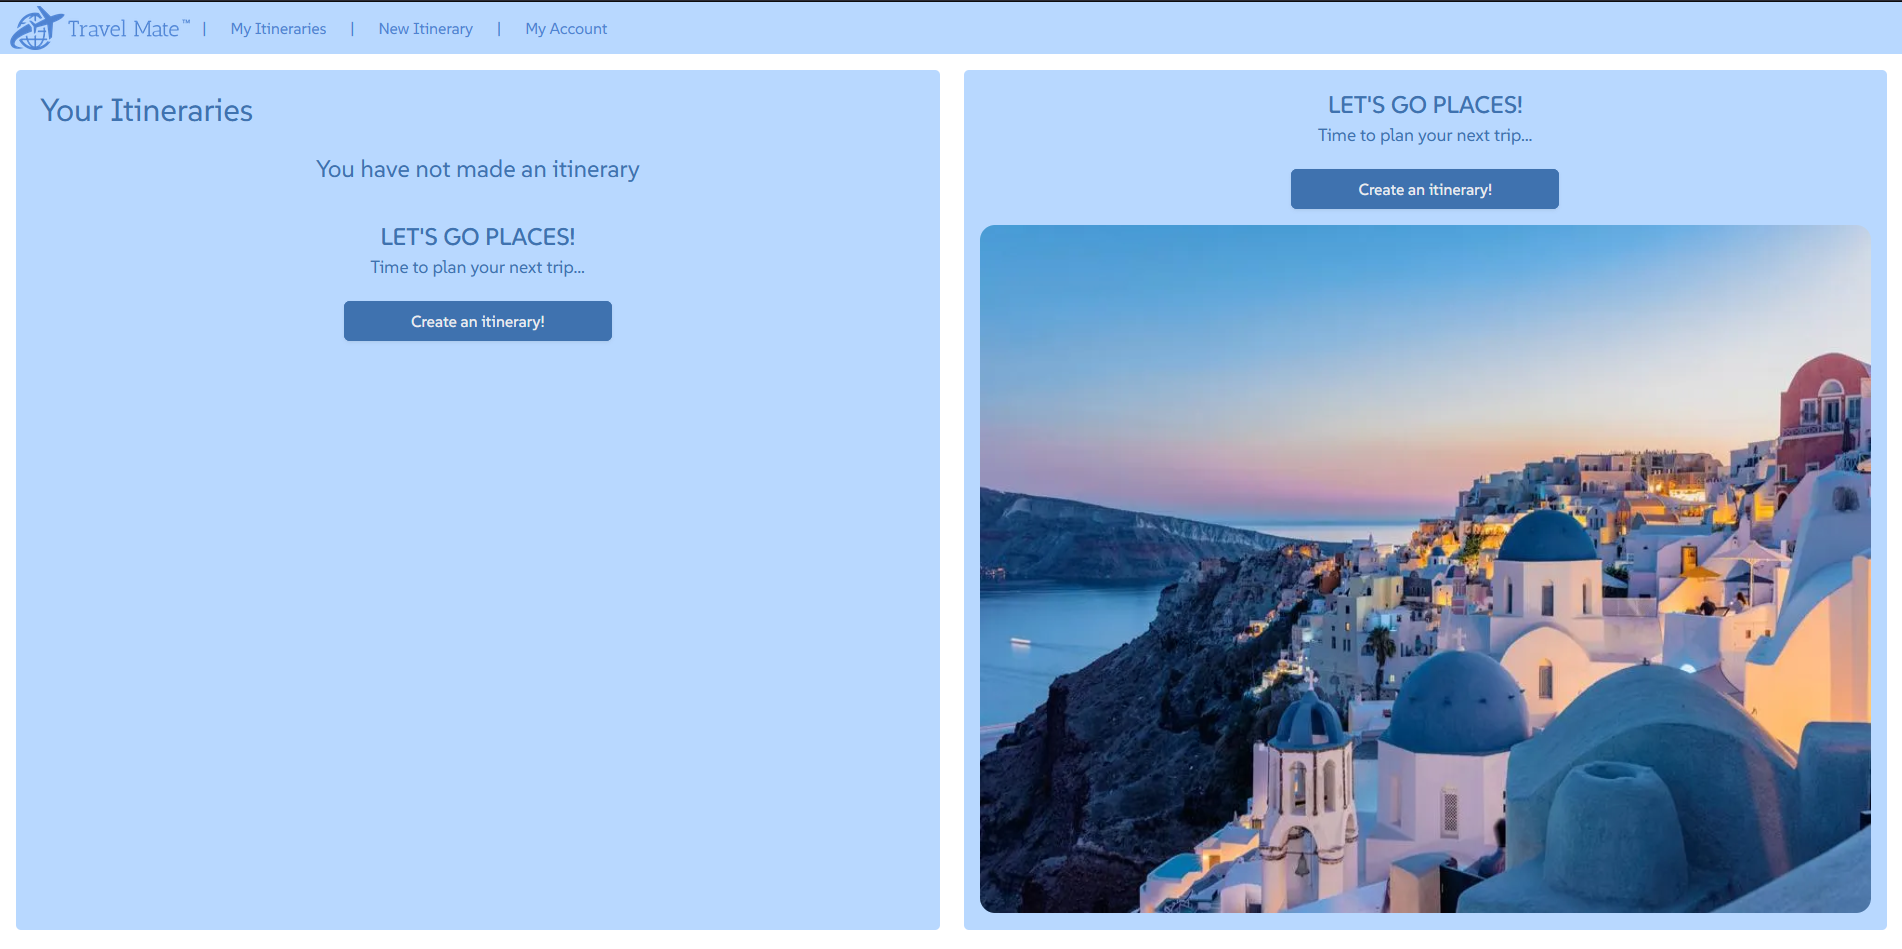 Travel Mate™ | My Itineraries | New Itinerary | My Account
Your Itineraries
You have not made an itinerary
LET'S GO PLACES!
Time to plan your next trip...
Create an itinerary!
LET'S GO PLACES!
Time to plan your next trip...
Create an itinerary!